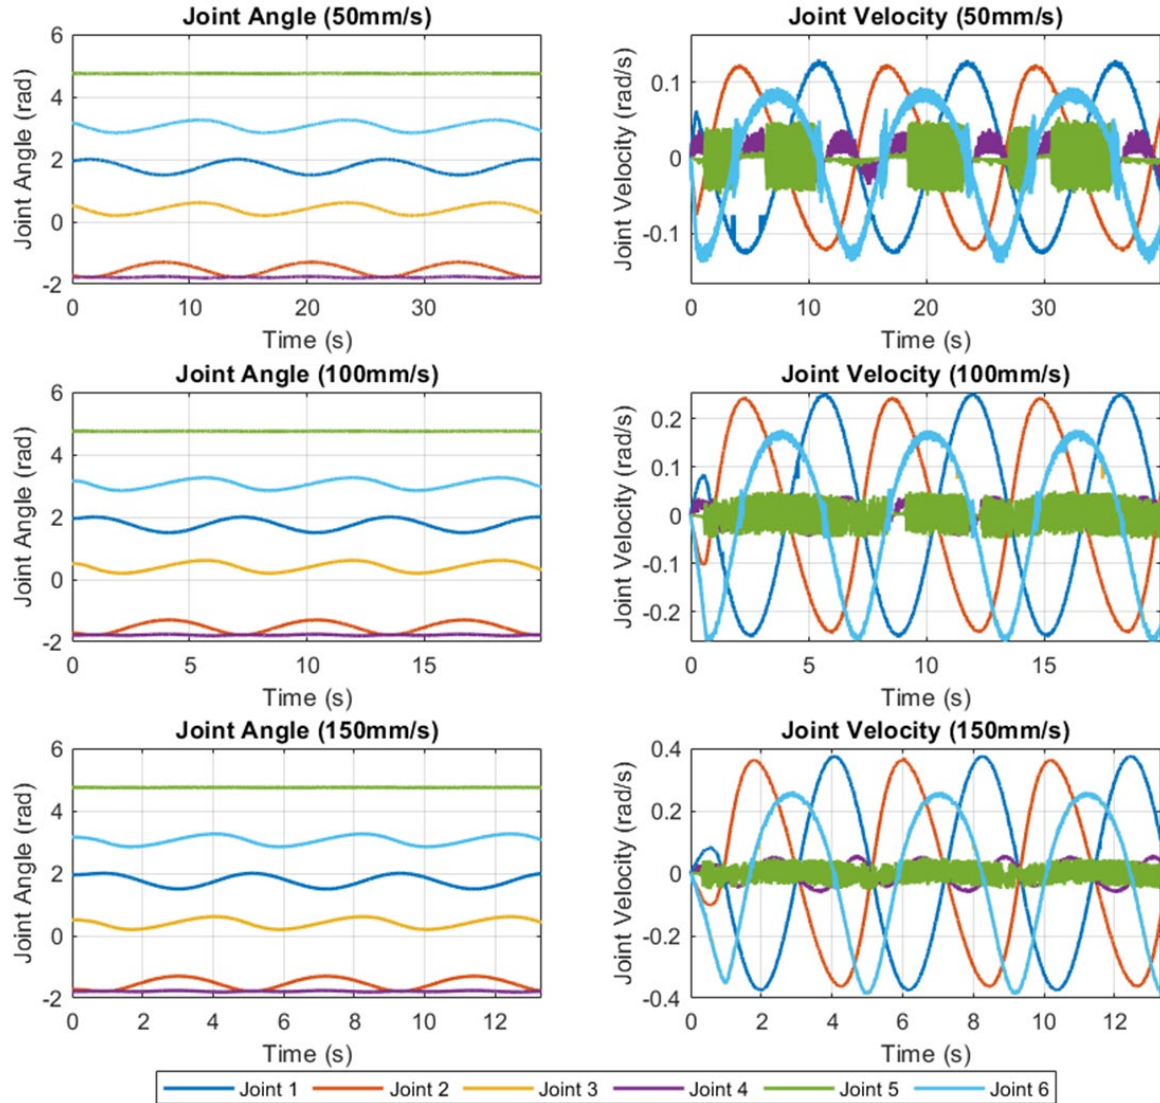 Joint Angle (50mm/s)
Joint Angle (rad)
6
4
2
0
-2
0 10 20 30
Time (s)
Joint Velocity (50mm/s)
Joint Velocity (rad/s)
0.1
0
-0.1
0 10 20 30
Time (s)
Joint Angle (100mm/s)
Joint Angle (rad)
6
4
2
0
-2
0 5 10 15
Time (s)
Joint Velocity (100mm/s)
Joint Velocity (rad/s)
0.2
0.1
0
-0.1
-0.2
0 5 10 15
Time (s)
Joint Angle (150mm/s)
Joint Angle (rad)
6
4
2
0
-2
0 2 4 6 8 10 12
Time (s)
Joint Velocity (150mm/s)
Joint Velocity (rad/s)
0.4
0.2
0
-0.2
-0.4
0 2 4 6 8 10 12
Time (s)
Joint 1 Joint 2 Joint 3 Joint 4 Joint 5 Joint 6